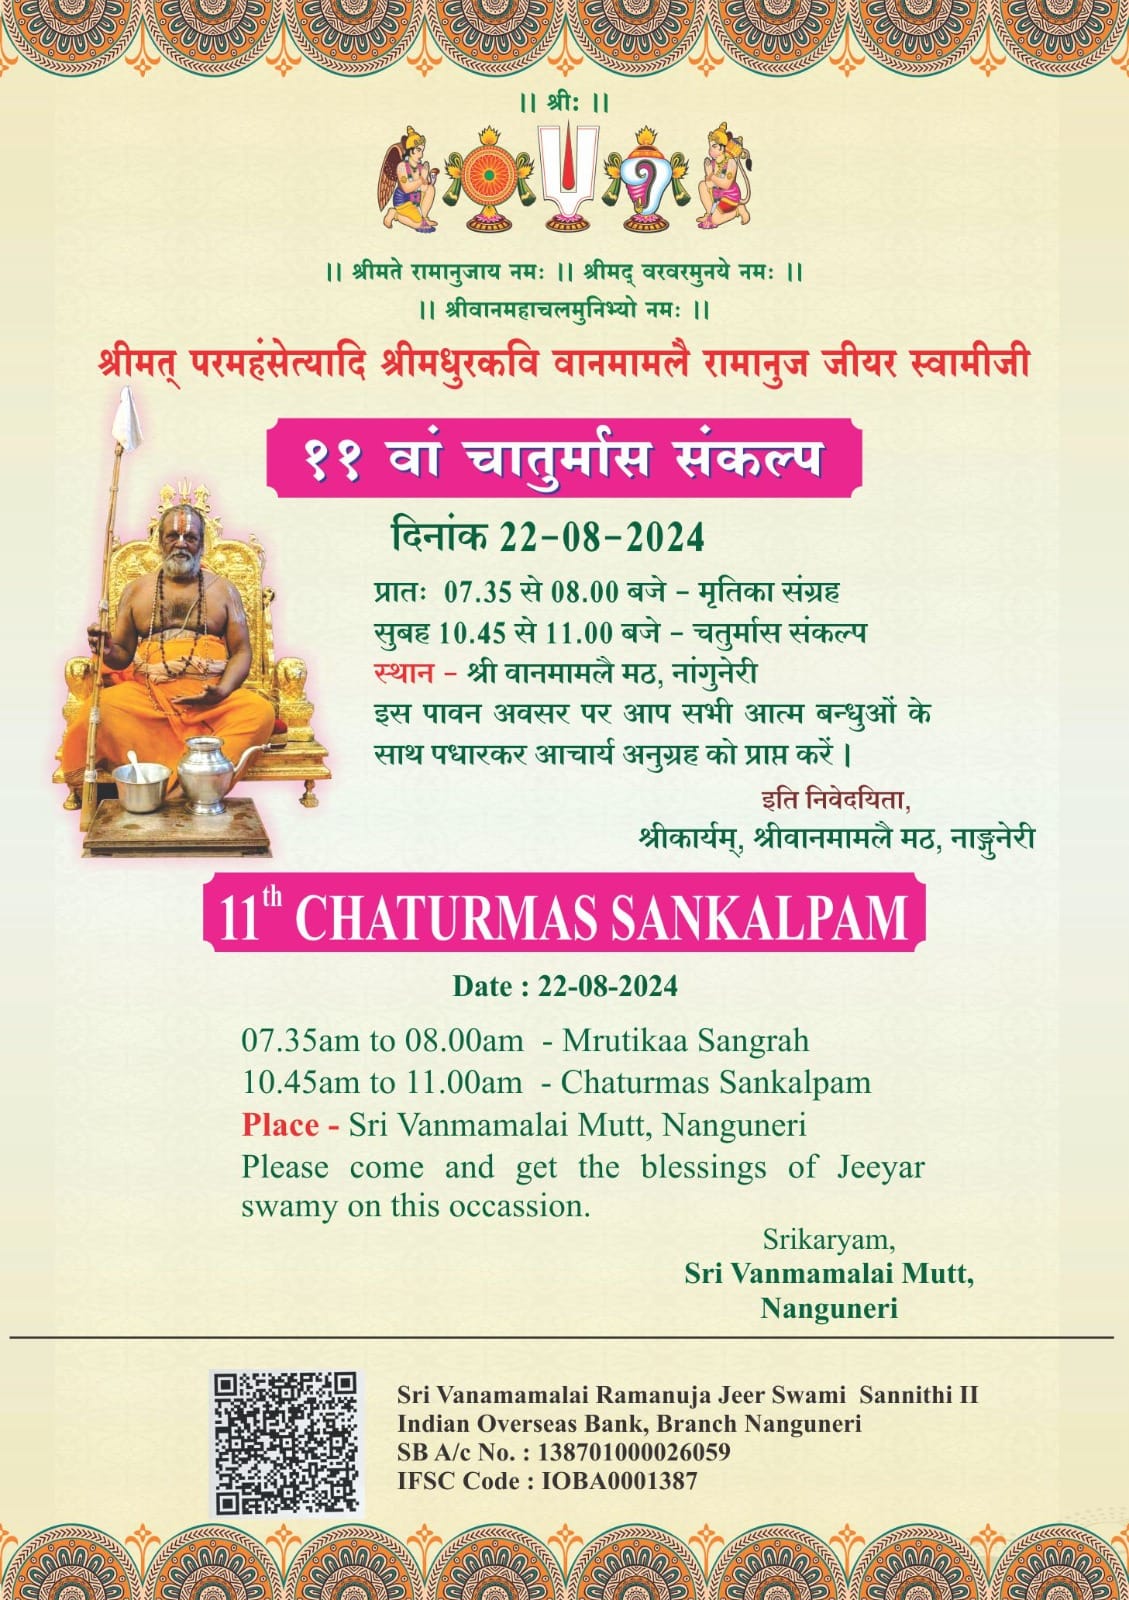 ।। श्रीः ।।
।। श्रीमते रामानुजाय नमः ।। श्रीमद् वरवरमुनये नमः ।।
।। श्रीवानमहाचलमुनिभ्यो नमः ।।
श्रीमत् परमहंसेत्यादि श्रीमधुरकवि वानमामलै रामानुज जीयर स्वामीजी
११ वां चातुर्मास संकल्प
दिनांक 22-08-2024
प्रातः 07.35 से 08.00 बजे - मृतिका संग्रह
सुबह 10.45 से 11.00 बजे - चतुर्मास संकल्प
स्थान - श्री वानमामलै मठ, नांगुनेरी
इस पावन अवसर पर आप सभी आत्म बन्धुओं के
साथ पधारकर आचार्य अनुग्रह को प्राप्त करें ।
इति निवेदयिता,
श्रीकार्यम्, श्रीवानमामलै मठ, नाङ्गुनेरी
11th CHATURMAS SANKALPAM
Date : 22-08-2024
07.35am to 08.00am - Mrutikaa Sangrah
10.45am to 11.00am - Chaturmas Sankalpam
Place - Sri Vanmamalai Mutt, Nanguneri
Please come and get the blessings of Jeeyar
swamy on this occassion.
Srikaryam,
Sri Vanmamalai Mutt,
Nanguneri
Sri Vanamamalai Ramanuja Jeer Swami Sannithi II
Indian Overseas Bank, Branch Nanguneri
SB A/c No. : 138701000026059
IFSC Code : IOBA0001387